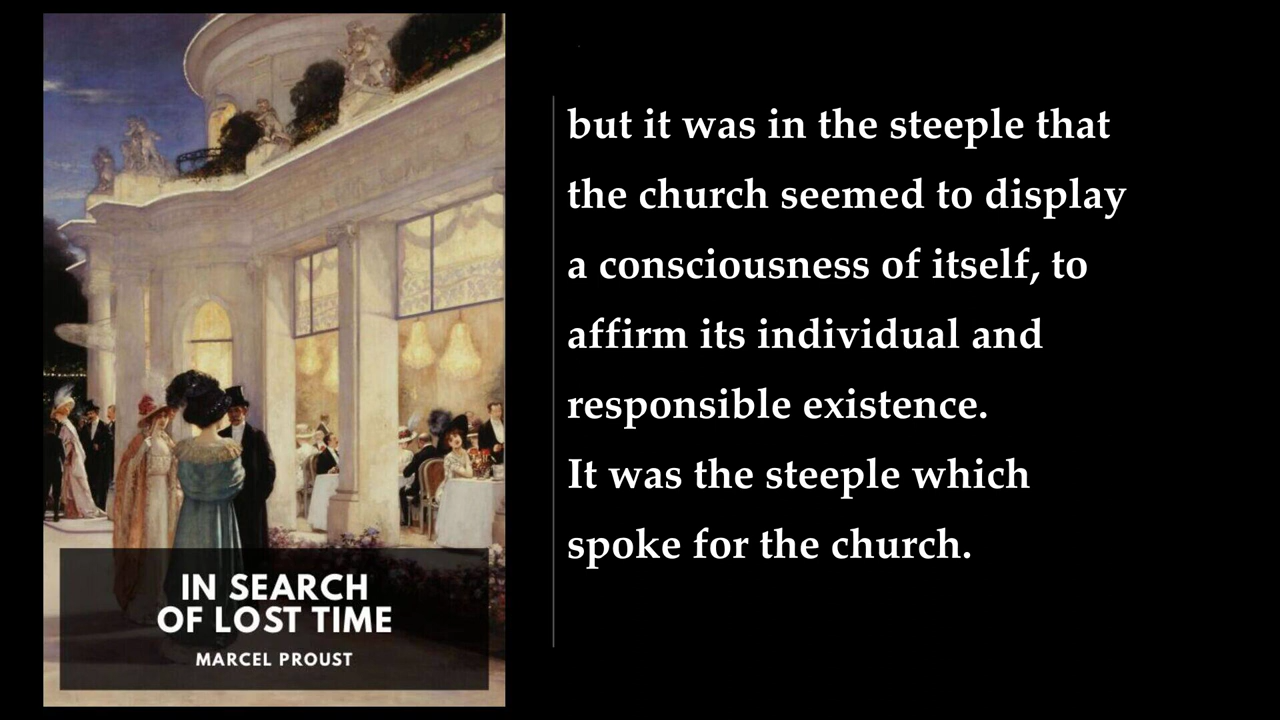 IN SEARCH
OF LOST TIME
MARCEL PROUST
but it was in the steeple that
the church seemed to display
a consciousness of itself, to
affirm its individual and
responsible existence.
It was the steeple which
spoke for the church.